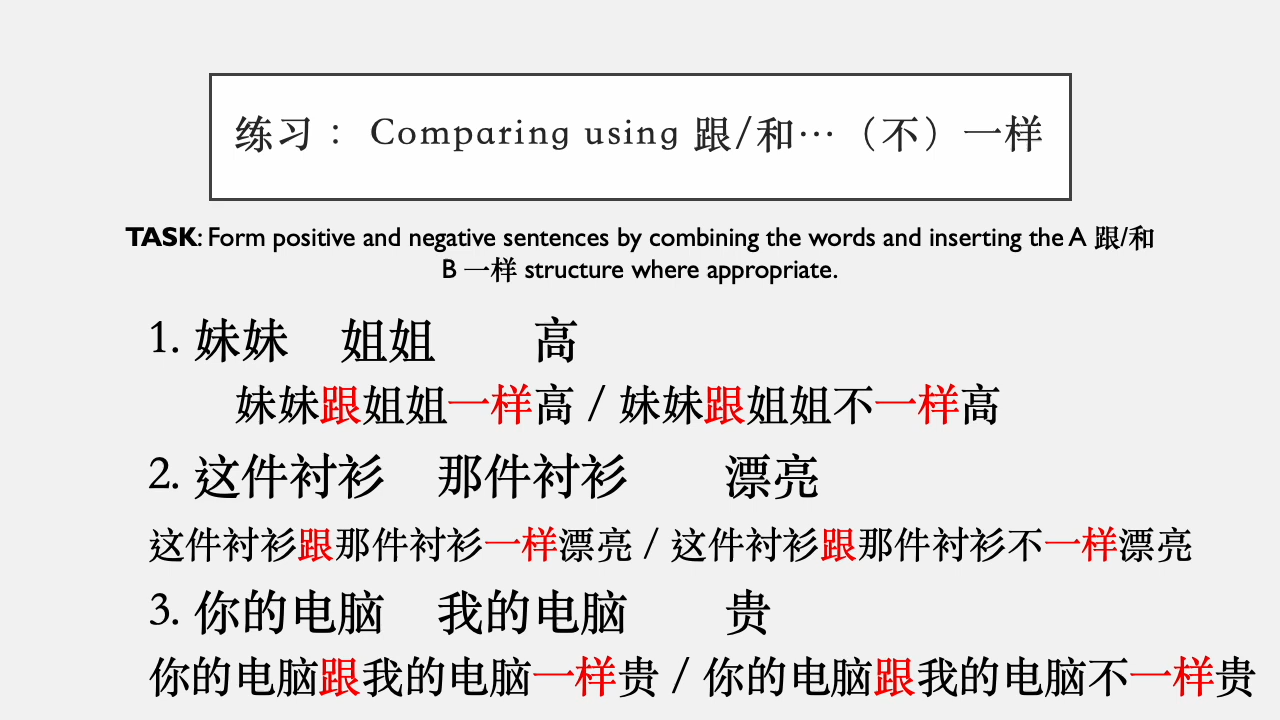 练习： Comparing using 跟/和…（不）一样
TASK: Form positive and negative sentences by combining the words and inserting the A 跟/和
B 一样 structure where appropriate.
1. 妹妹 姐姐 高
妹妹跟姐姐一样高 / 妹妹跟姐姐不一样高
2. 这件衬衫 那件衬衫 漂亮
这件衬衫跟那件衬衫一样漂亮 / 这件衬衫跟那件衬衫不一样漂亮
3. 你的电脑 我的电脑 贵
你的电脑跟我的电脑一样贵 / 你的电脑跟我的电脑不一样贵